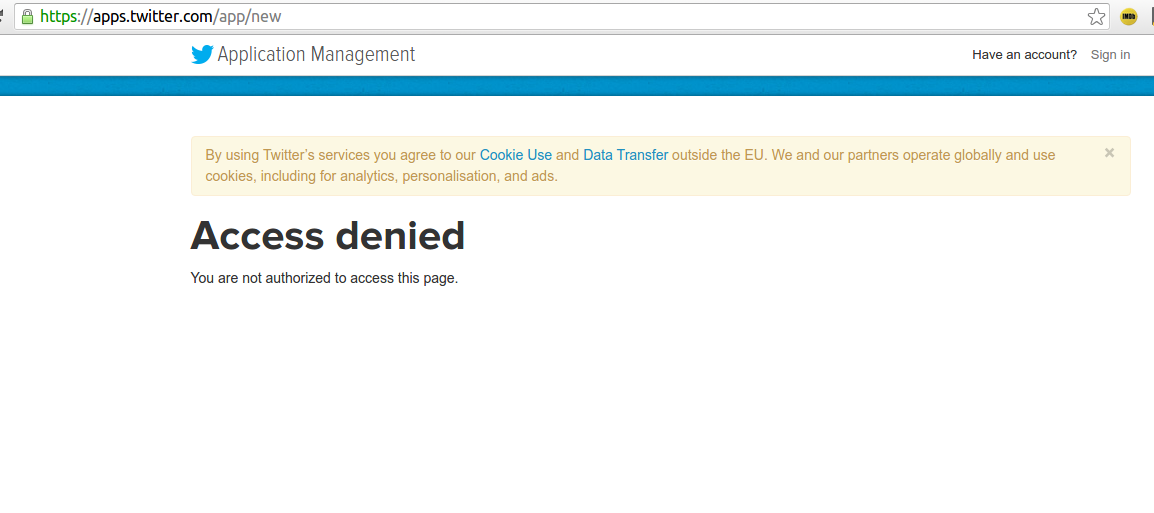 https://apps.twitter.com/app/new
IMDb
Application Management
Have an account? Sign in
By using Twitter's services you agree to our Cookie Use and Data Transfer outside the EU. We and our partners operate globally and use
cookies, including for analytics, personalisation, and ads.
×
Access denied
You are not authorized to access this page.